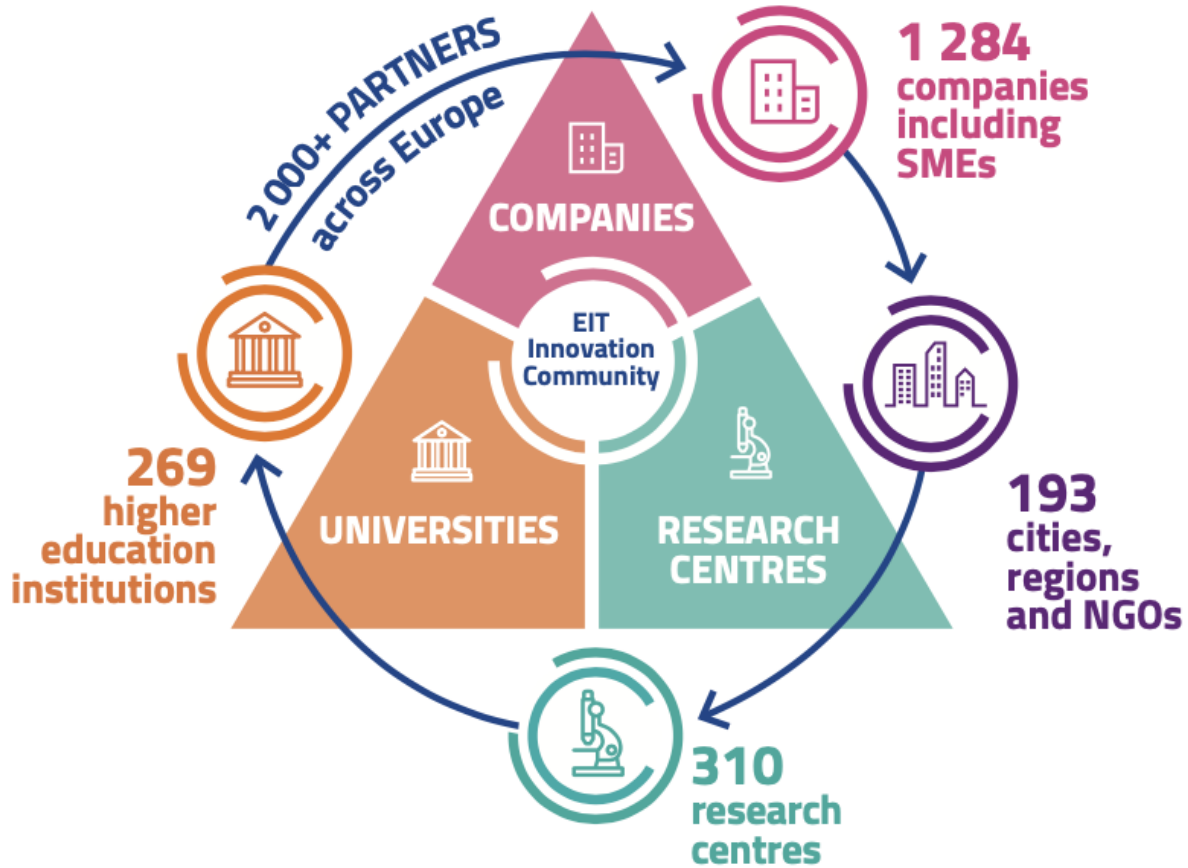 2 000+ PARTNERS
across Europe
1 284
companies
including
SMEs
COMPANIES
EIT
Innovation
Community
269
higher
education
institutions
UNIVERSITIES
RESEARCH
CENTRES
193
cities,
regions
and NGOs
310
research
centres